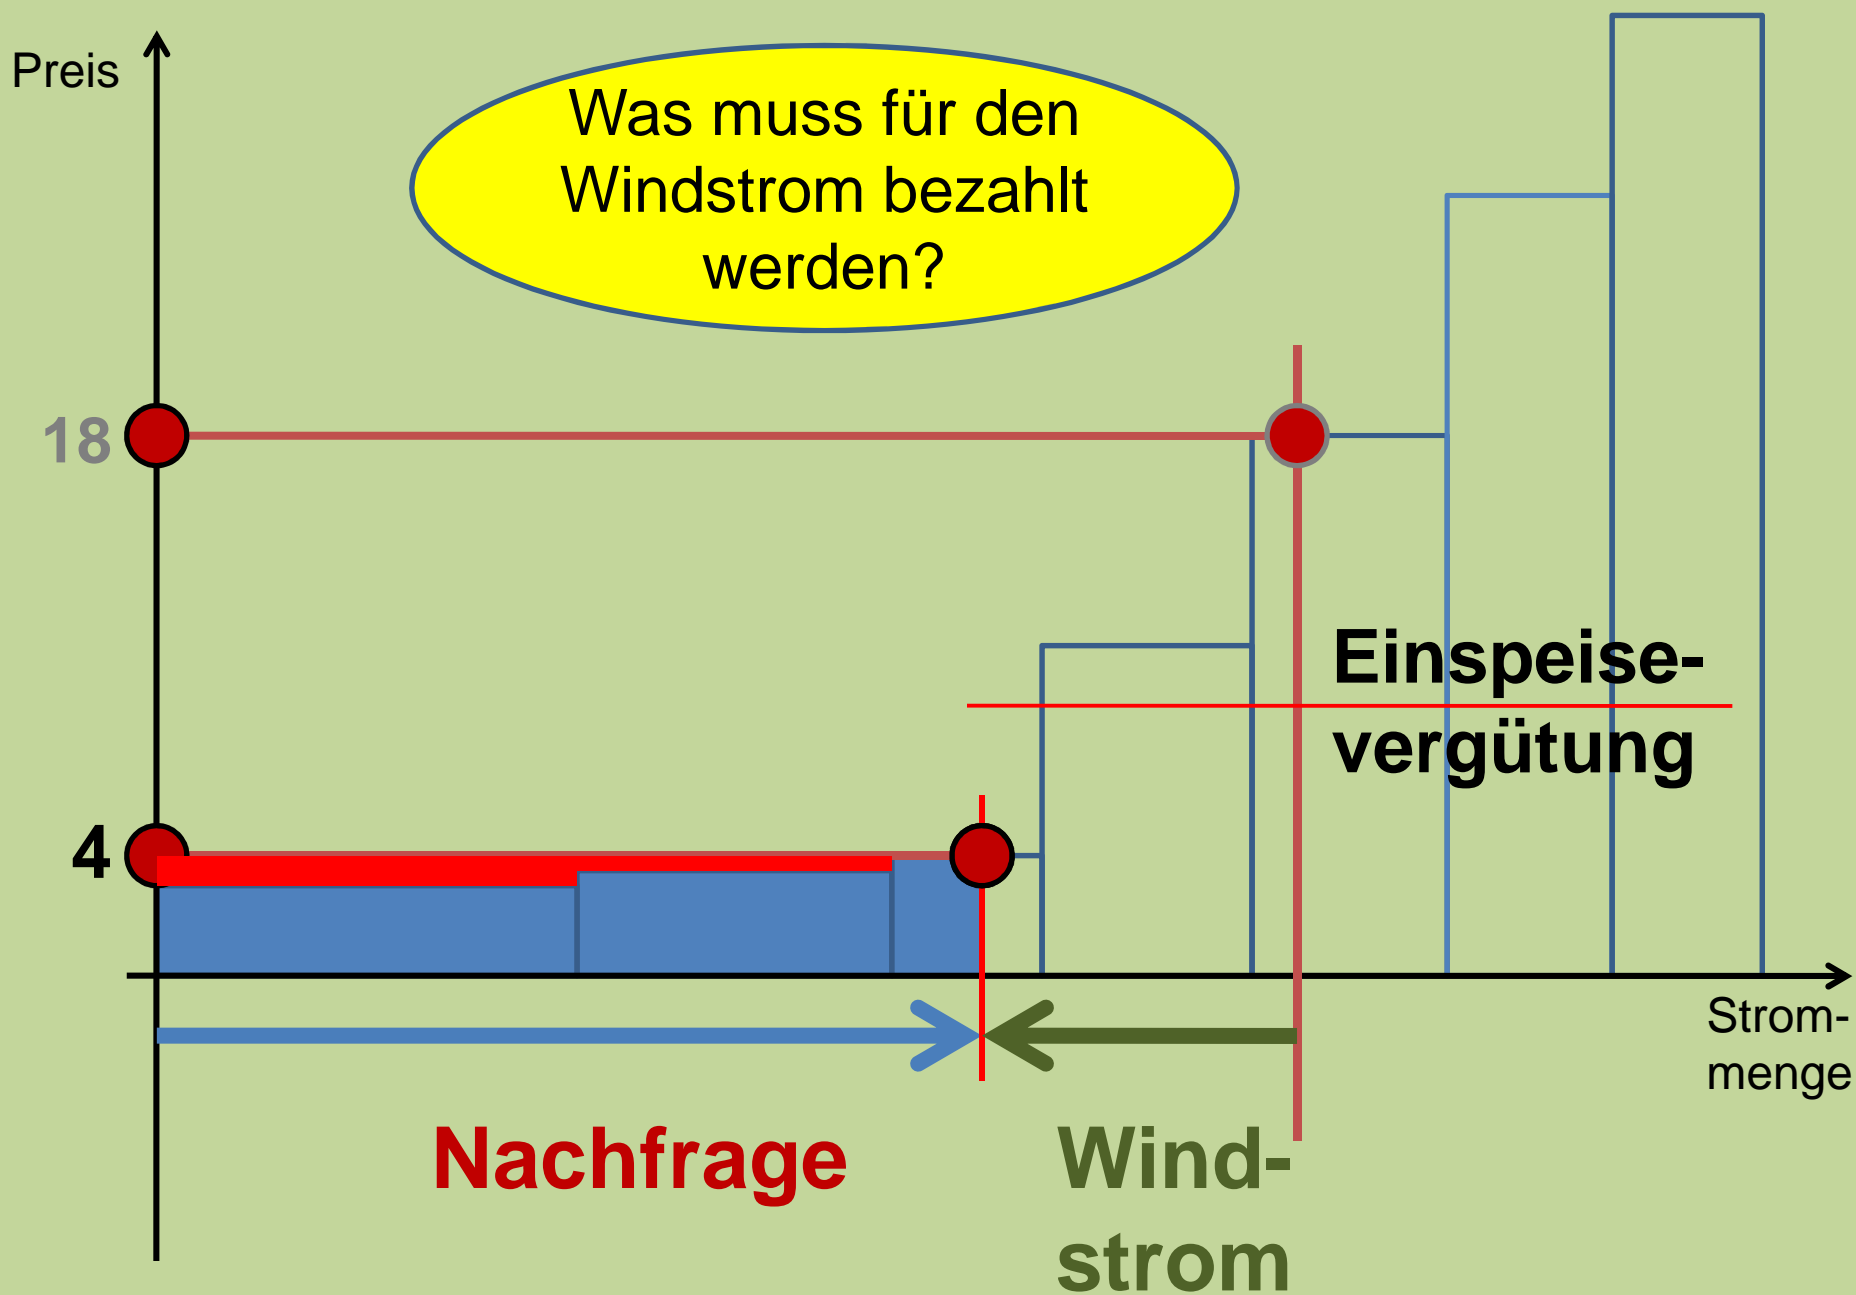 Preis
Was muss für den
Windstrom bezahlt
werden?
18
Einspeise-
vergütung
4
Strom-
menge
Nachfrage
Wind-
strom